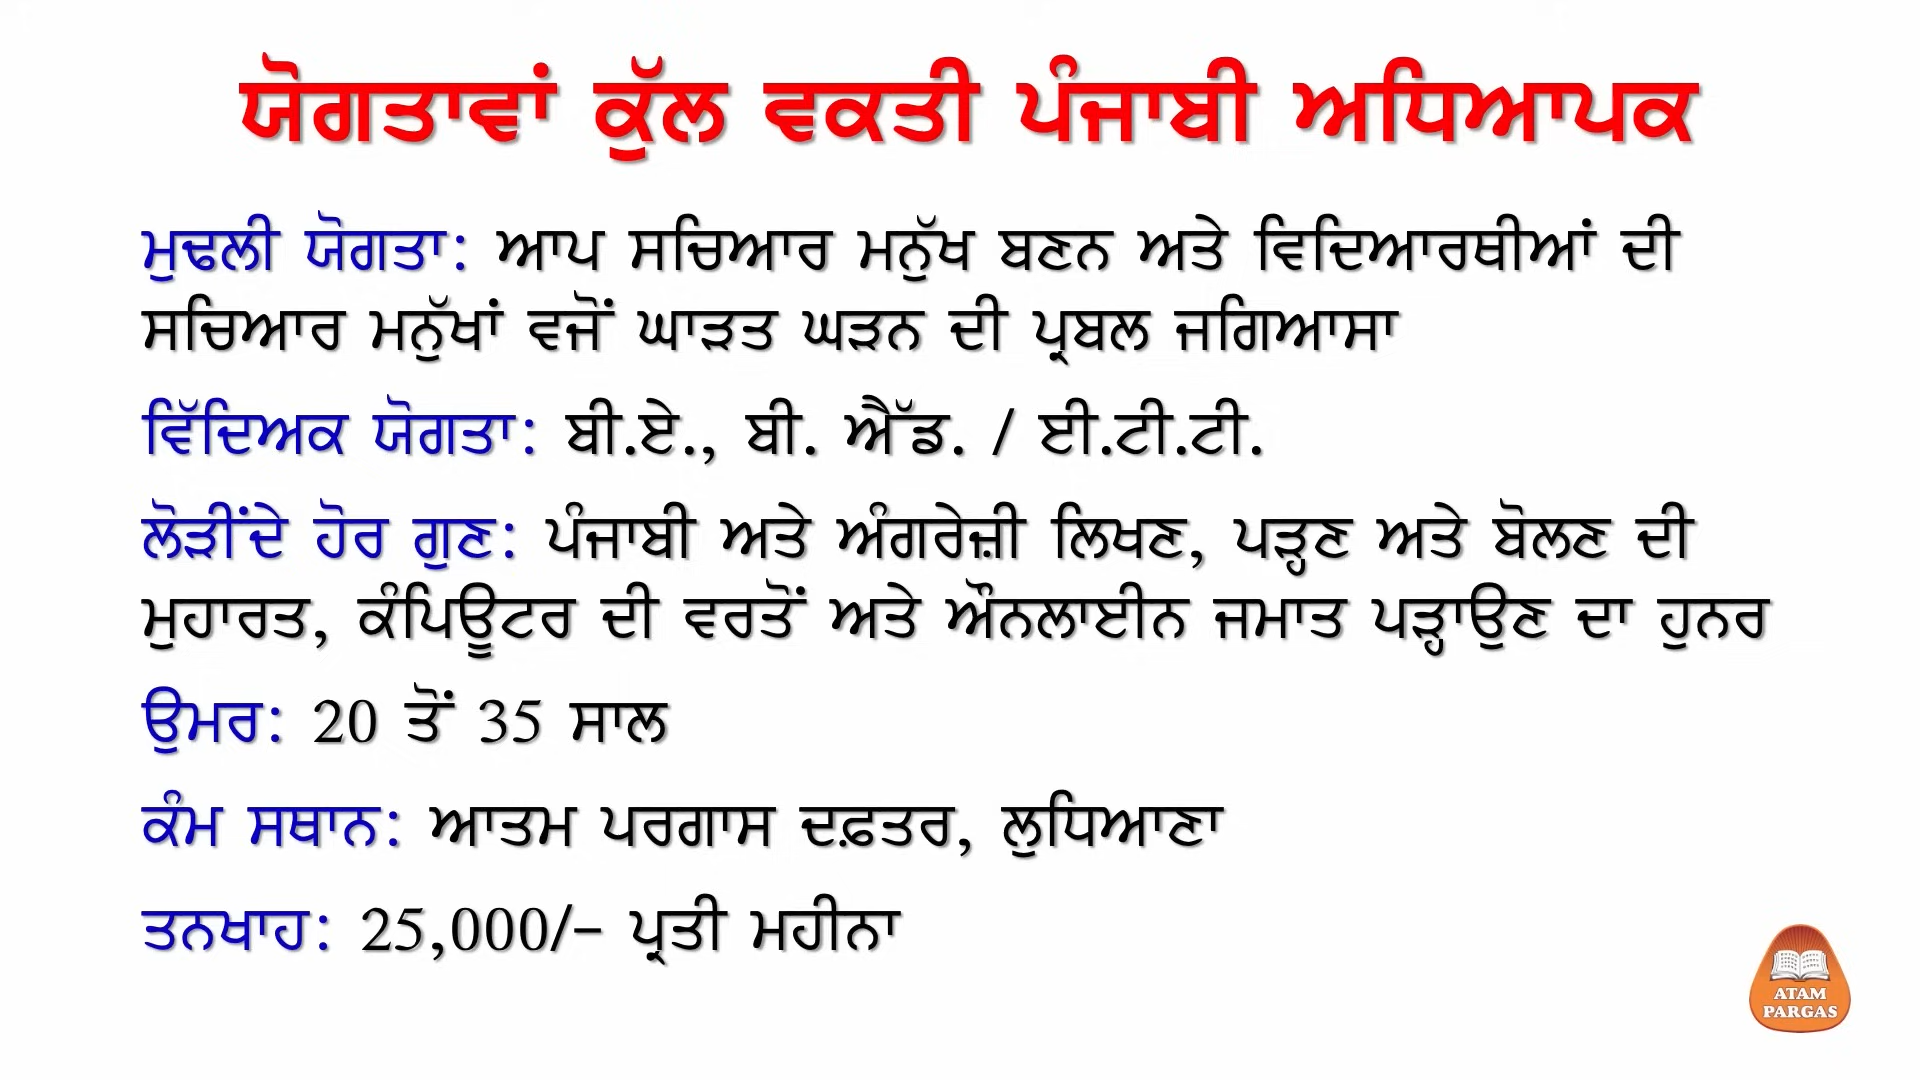 ਯੋਗਤਾਵਾਂ ਕੁੱਲ ਵਕਤੀ ਪੰਜਾਬੀ ਅਧਿਆਪਕ
ਮੁਢਲੀ ਯੋਗਤਾ: ਆਪ ਸਚਿਆਰ ਮਨੁੱਖ ਬਣਨ ਅਤੇ ਵਿਦਿਆਰਥੀਆਂ ਦੀ
ਸਚਿਆਰ ਮਨੁੱਖਾਂ ਵਜੋਂ ਘਾੜਤ ਘੜਨ ਦੀ ਪ੍ਰਬਲ ਜਗਿਆਸਾ
ਵਿੱਦਿਅਕ ਯੋਗਤਾ: ਬੀ.ਏ., ਬੀ. ਐੱਡ. / ਈ.ਟੀ.ਟੀ.
ਲੋੜੀਂਦੇ ਹੋਰ ਗੁਣ: ਪੰਜਾਬੀ ਅਤੇ ਅੰਗਰੇਜ਼ੀ ਲਿਖਣ, ਪੜ੍ਹਣ ਅਤੇ ਬੋਲਣ ਦੀ
ਮੁਹਾਰਤ, ਕੰਪਿਊਟਰ ਦੀ ਵਰਤੋਂ ਅਤੇ ਔਨਲਾਈਨ ਜਮਾਤ ਪੜ੍ਹਾਉਣ ਦਾ ਹੁਨਰ
ਉਮਰ: 20 ਤੋਂ 35 ਸਾਲ
ਕੰਮ ਸਥਾਨ: ਆਤਮ ਪਰਗਾਸ ਦਫ਼ਤਰ, ਲੁਧਿਆਣਾ
ਤਨਖਾਹ: 25,000/- ਪ੍ਰਤੀ ਮਹੀਨਾ
ATAM
PARGAS